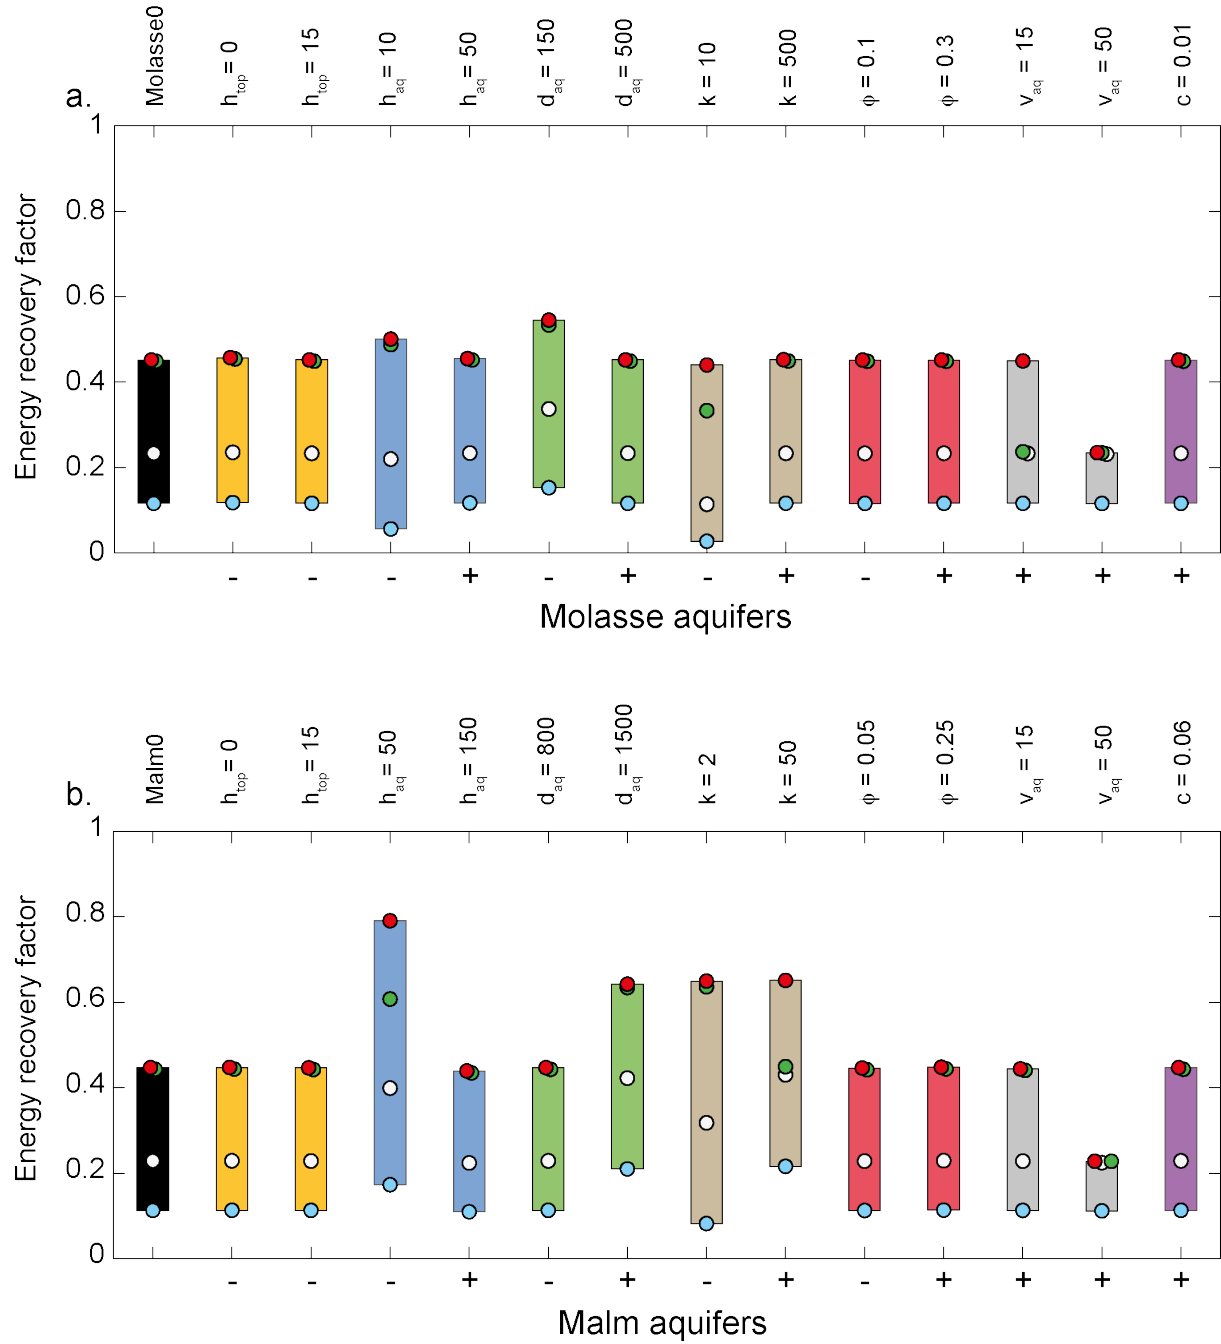 a.
Molasse0
h_top = 0
h_top = 15
h_aq = 10
h_aq = 50
d_aq = 150
d_aq = 500
k = 10
k = 500
φ = 0.1
φ = 0.3
v_aq = 15
v_aq = 50
c = 0.01
Energy recovery factor
1
0.8
0.6
0.4
0.2
0
- - - + - + - + - + + + +
Molasse aquifers
b.
Malm0
h_top = 0
h_top = 15
h_aq = 50
h_aq = 150
d_aq = 800
d_aq = 1500
k = 2
k = 50
φ = 0.05
φ = 0.25
v_aq = 15
v_aq = 50
c = 0.06
Energy recovery factor
1
0.8
0.6
0.4
0.2
0
- - - + - + - + - + + + +
Malm aquifers